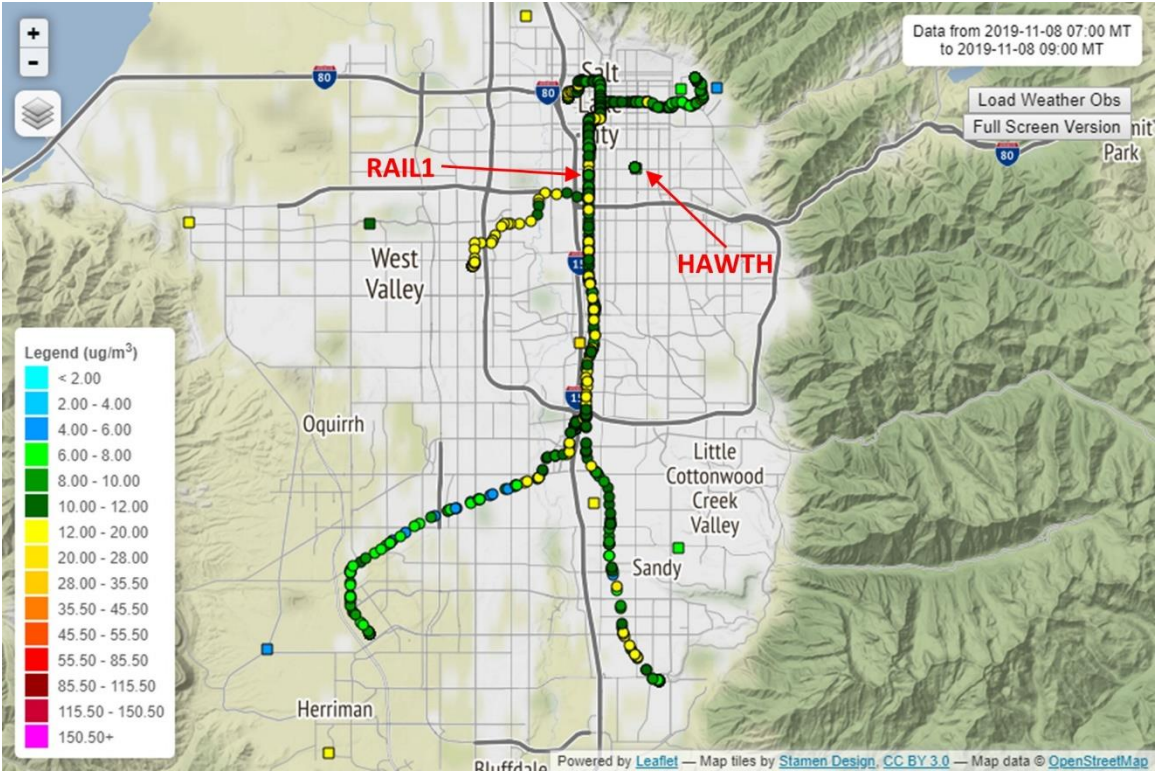 +
-
Data from 2019-11-08 07:00 MT
to 2019-11-08 09:00 MT
Load Weather Obs
Full Screen Version
Park
80
80
80
Salt
Lake
RAIL1
HAWTH
West
Valley
15
15
Legend (ug/m³)
< 2.00
2.00 - 4.00
4.00 - 6.00
6.00 - 8.00
8.00 - 10.00
10.00 - 12.00
12.00 - 20.00
20.00 - 28.00
28.00 - 35.50
35.50 - 45.50
45.50 - 55.50
55.50 - 85.50
85.50 - 115.50
115.50 - 150.50
150.50+
Oquirrh
Little
Cottonwood
Creek
Valley
Sandy
Herriman
Bluffdale
Powered by Leaflet — Map tiles by Stamen Design, CC BY 3.0 — Map data © OpenStreetMap